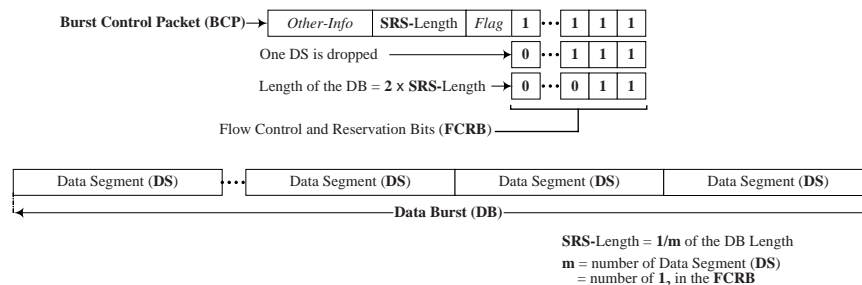 Burst Control Packet (BCP) Other-Info SRS-Length Flag 1 ••• 1 1 1
One DS is dropped 0 ••• 1 1 1
Length of the DB = 2 x SRS-Length 0 ••• 0 1 1
Flow Control and Reservation Bits (FCRB)
Data Segment (DS) •••• Data Segment (DS) Data Segment (DS) Data Segment (DS)
Data Burst (DB)
SRS-Length = 1/m of the DB Length
m = number of Data Segment (DS)
= number of 1s in the FCRB